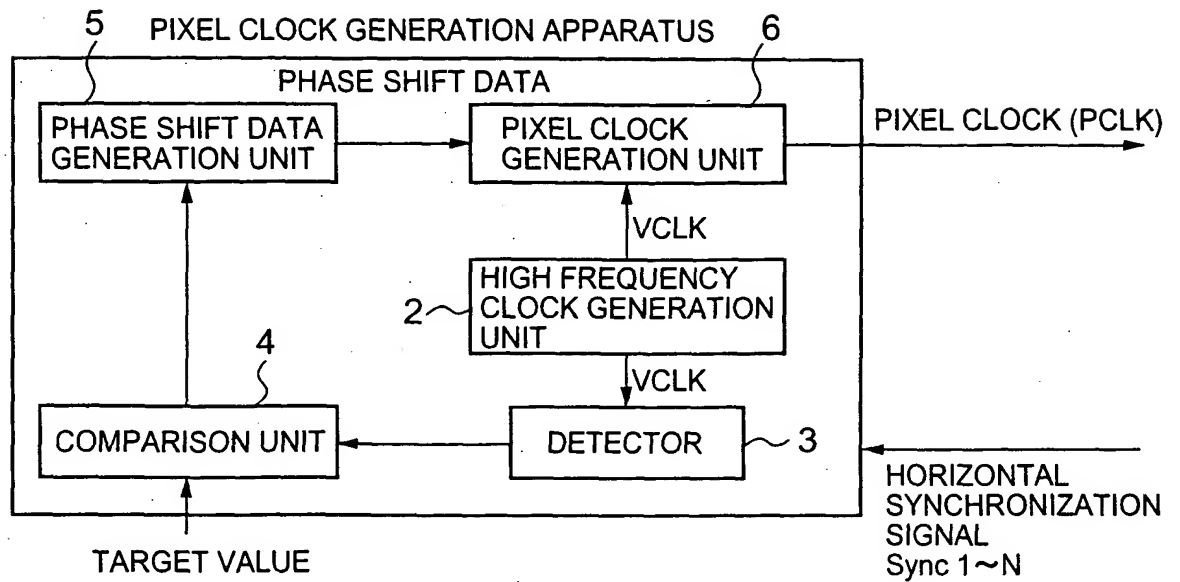 5
PIXEL CLOCK GENERATION APPARATUS
6
PHASE SHIFT DATA
PHASE SHIFT DATA
GENERATION UNIT
PIXEL CLOCK
GENERATION UNIT
PIXEL CLOCK (PCLK)
VCLK
2
HIGH FREQUENCY
CLOCK GENERATION
UNIT
VCLK
4
COMPARISON UNIT
DETECTOR
3
HORIZONTAL
SYNCHRONIZATION
SIGNAL
Sync 1~N
TARGET VALUE